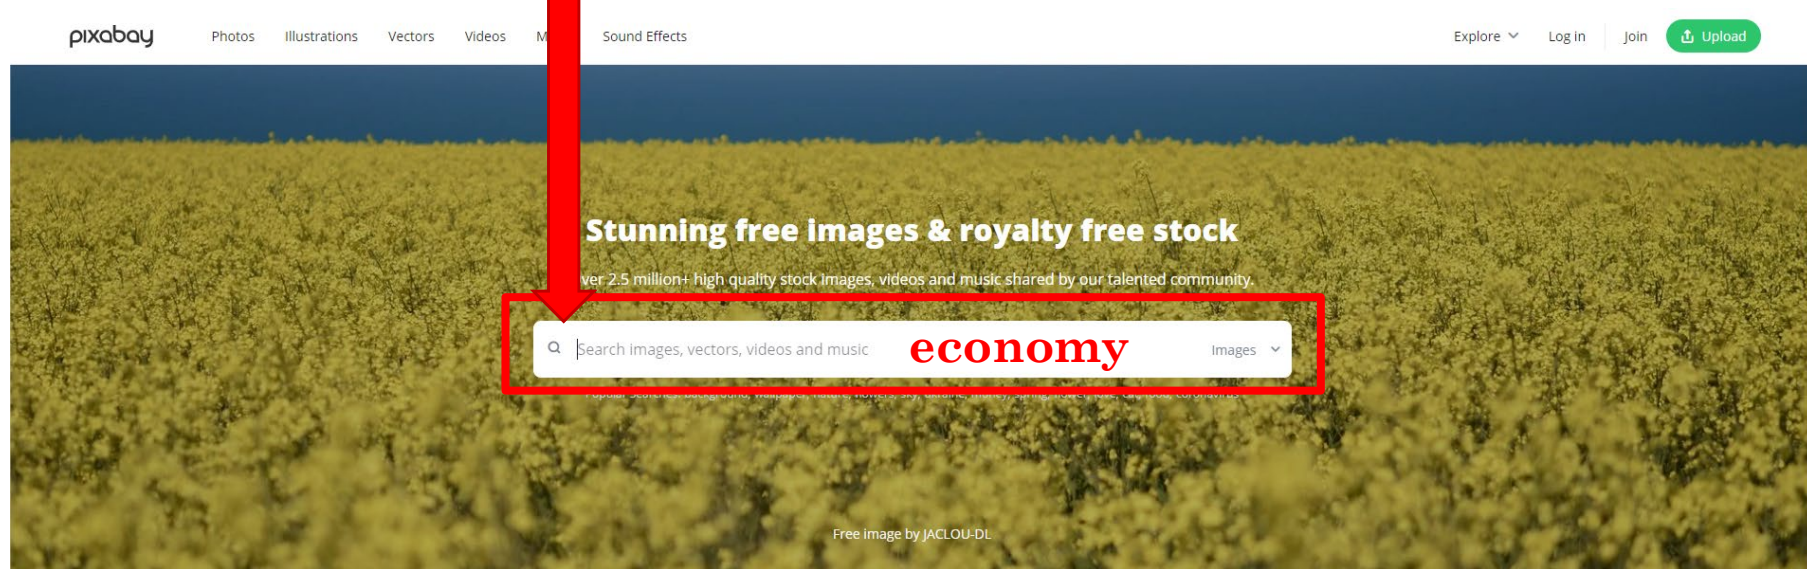 pixabay Photos Illustrations Vectors Videos Sound Effects Explore Log in Join Upload
Stunning free images & royalty free stock
ver 2.5 million+ high quality stock images, videos and music shared by our talented community.
Search images, vectors, videos and music economy Images
Free image by JACLOU-DL